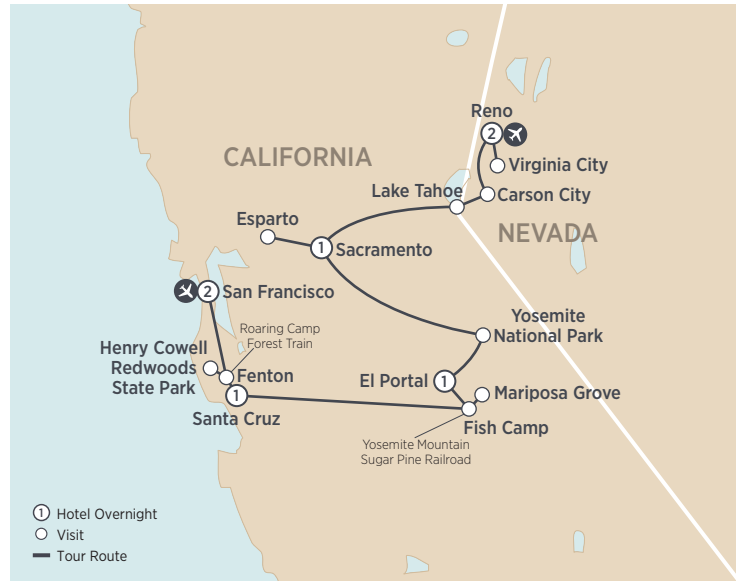 Reno
2
Virginia City
CALIFORNIA
Lake Tahoe
Carson City
Esparto
NEVADA
1
Sacramento
2
San Francisco
Yosemite
National Park
Roaring Camp
Forest Train
Henry Cowell
Redwoods
State Park
Fenton
El Portal
1
Mariposa Grove
1
Santa Cruz
Fish Camp
Yosemite Mountain
Sugar Pine Railroad
1 Hotel Overnight
Visit
Tour Route